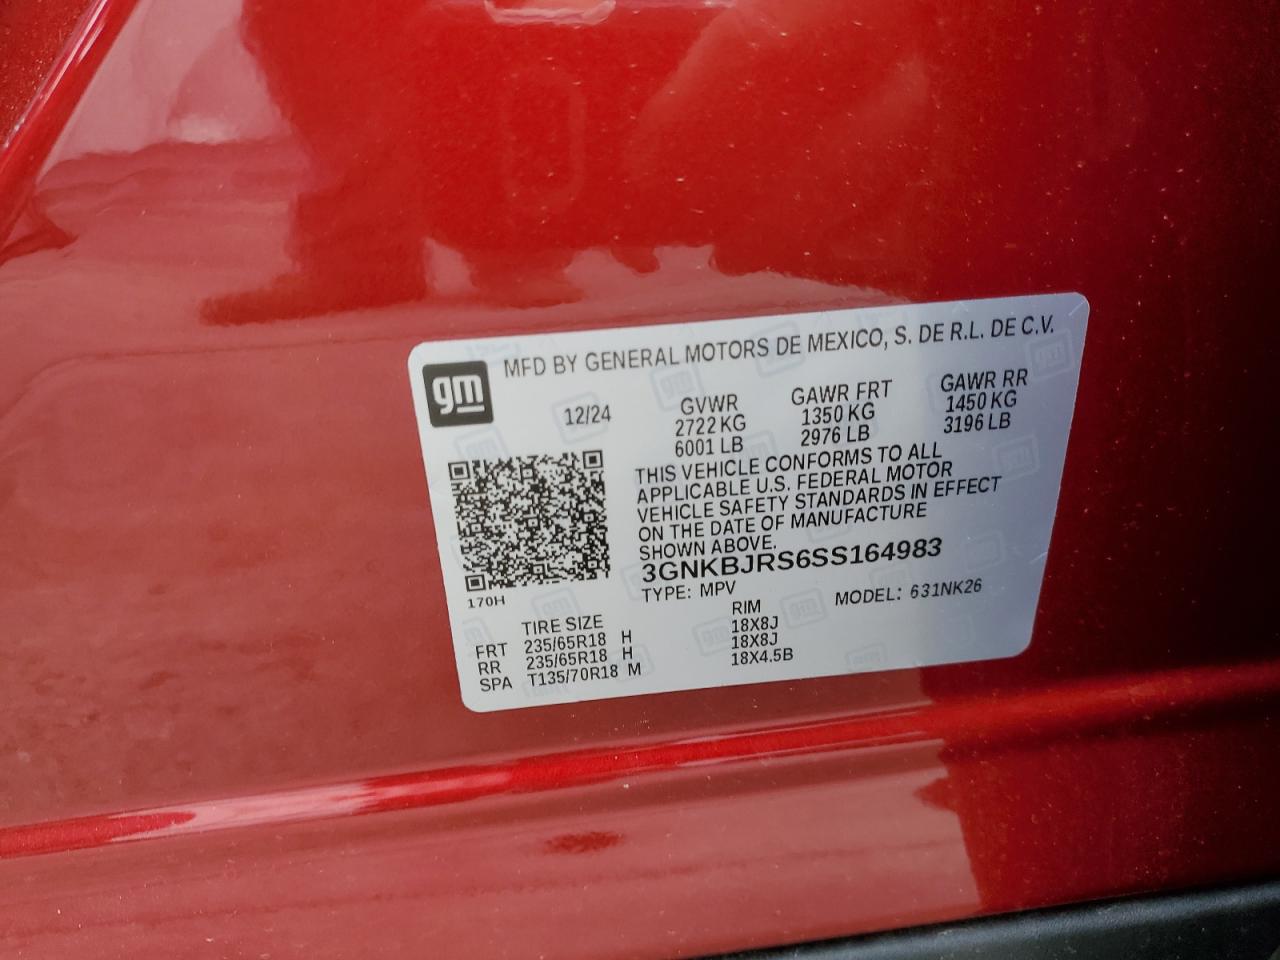 gm
MFD BY GENERAL MOTORS DE MEXICO, S. DE R.L. DE C.V.
12/24
GVWR
2722 KG
6001 LB
GAWR FRT
1350 KG
2976 LB
GAWR RR
1450 KG
3196 LB
THIS VEHICLE CONFORMS TO ALL
APPLICABLE U.S. FEDERAL MOTOR
VEHICLE SAFETY STANDARDS IN EFFECT
ON THE DATE OF MANUFACTURE
SHOWN ABOVE.
3GNKBJRS6SS164983
TYPE: MPV
MODEL: 631NK26
170H
TIRE SIZE RIM
FRT 235/65R18 H 18X8J
RR 235/65R18 H 18X8J
SPA T135/70R18 M 18X4.5B